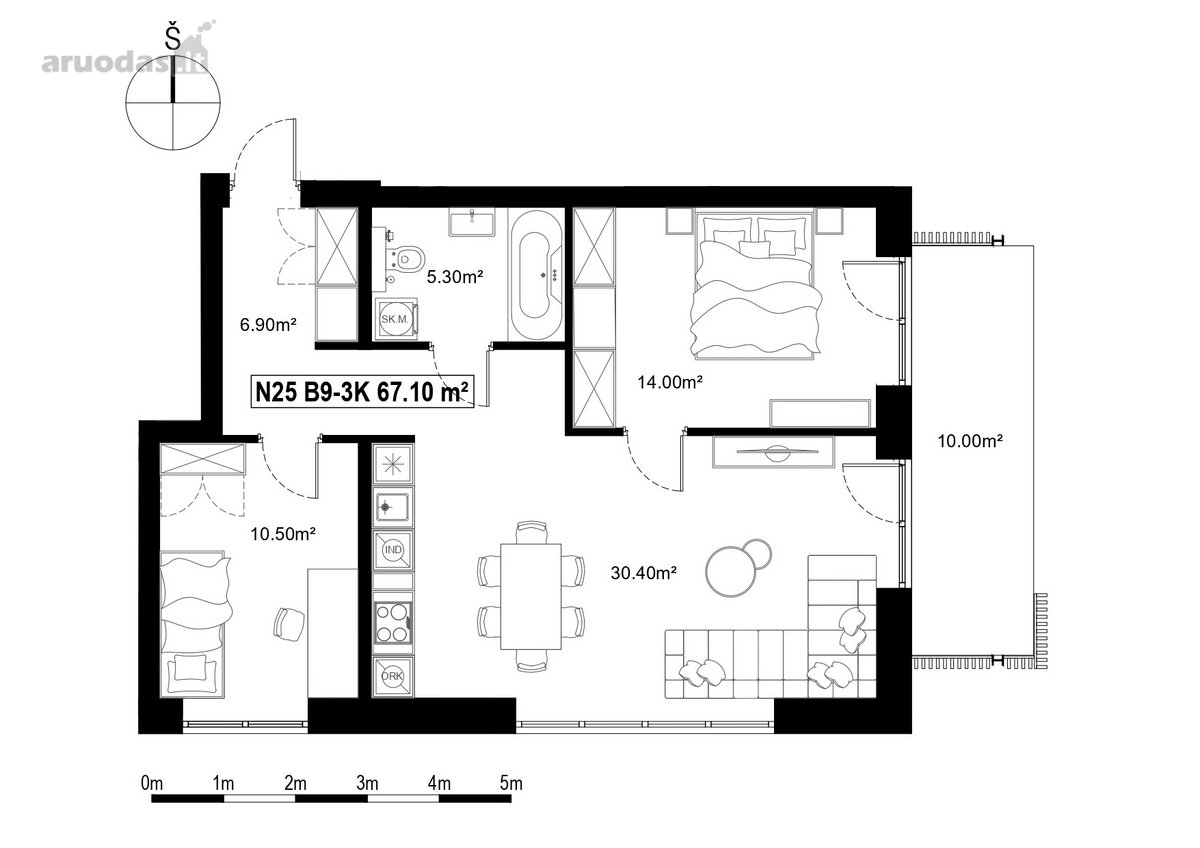 Š
aruodas.lt
5.30m²
6.90m²
SK.M.
14.00m²
N25 B9-3K 67.10 m²
10.00m²
10.50m²
IND
30.40m²
ORK
0m 1m 2m 3m 4m 5m